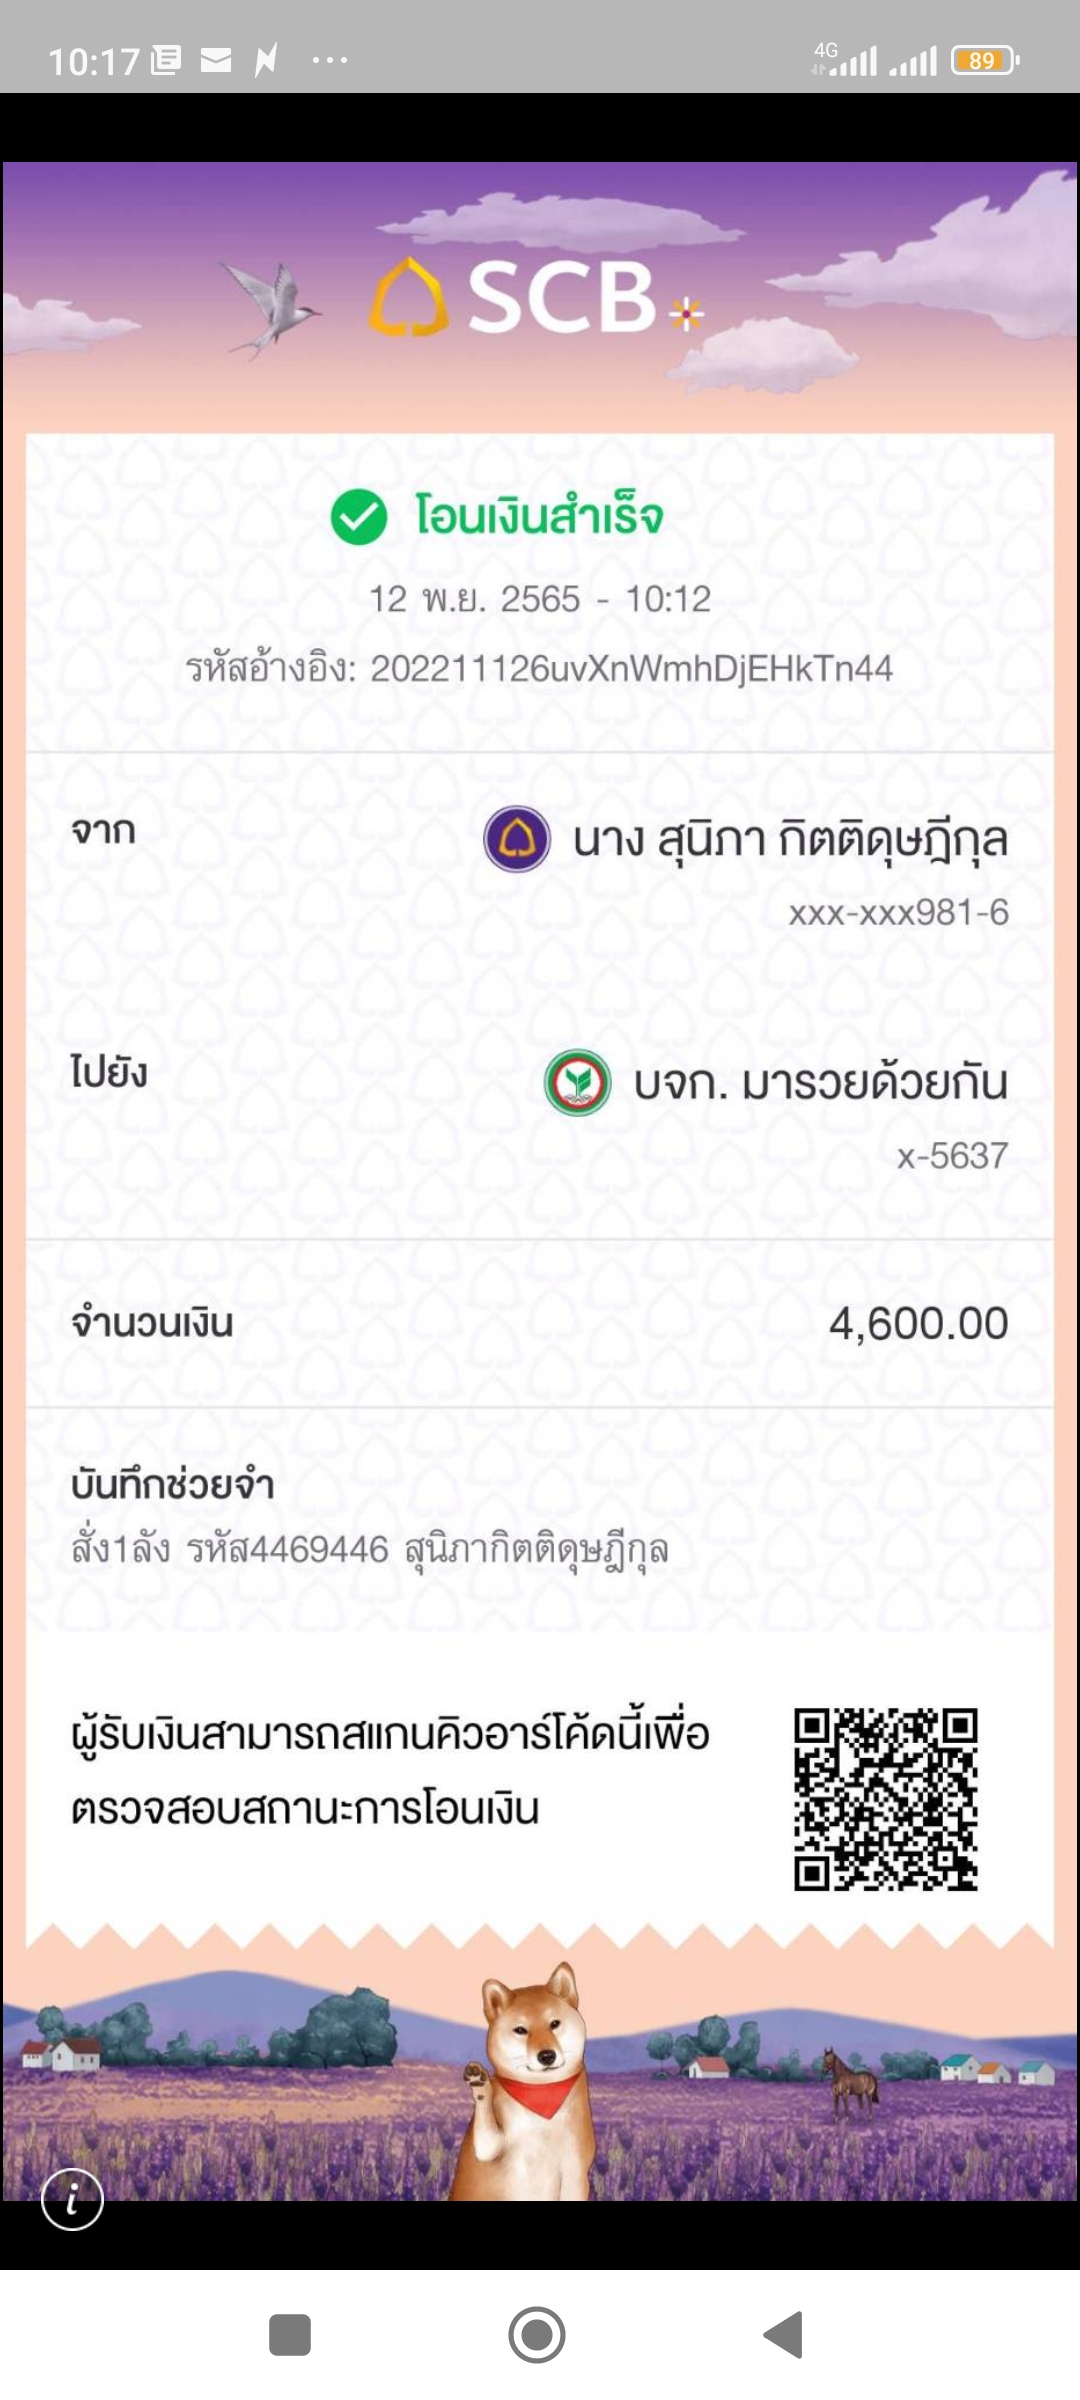 10:17
4G
89
SCB
โอนเงินสำเร็จ
12 พ.ย. 2565 - 10:12
รหัสอ้างอิง: 202211126uvXnWmhDjEHkTn44
จาก
นาง สุนิภา กิตติดุษฎีกุล
xxx-xxx981-6
ไปยัง
บจก. มารวยด้วยกัน
x-5637
จำนวนเงิน
4,600.00
บันทึกช่วยจำ
สั่ง1ลัง รหัส4469446 สุนิภากิตติดุษฎีกุล
ผู้รับเงินสามารถสแกนคิวอาร์โค้ดนี้เพื่อ
ตรวจสอบสถานะการโอนเงิน